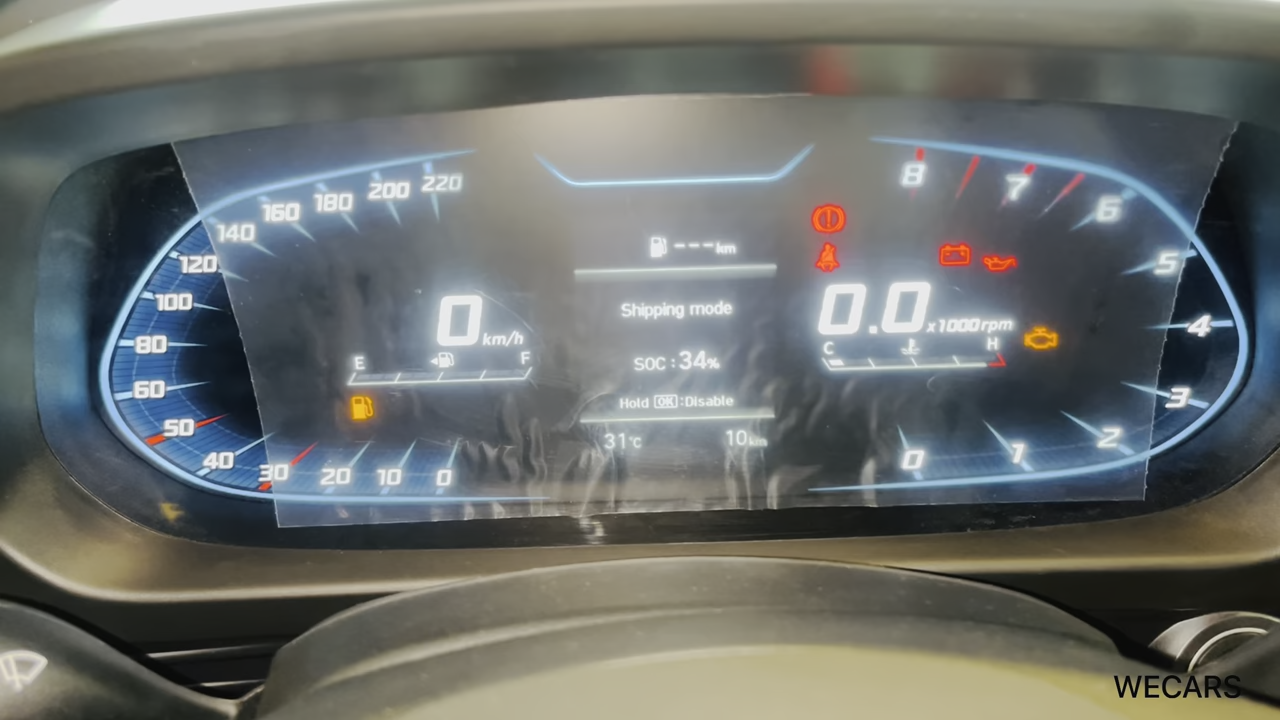 220
200
180
160
140
120
100
80
60
50
40
30
20
10
0
0 km/h
E F
--- km
Shipping mode
SOC : 34%
Hold OK :Disable
31°C 10 km
8
7
6
5
4
3
2
1
0
0.0 x1000rpm
C H
WECARS